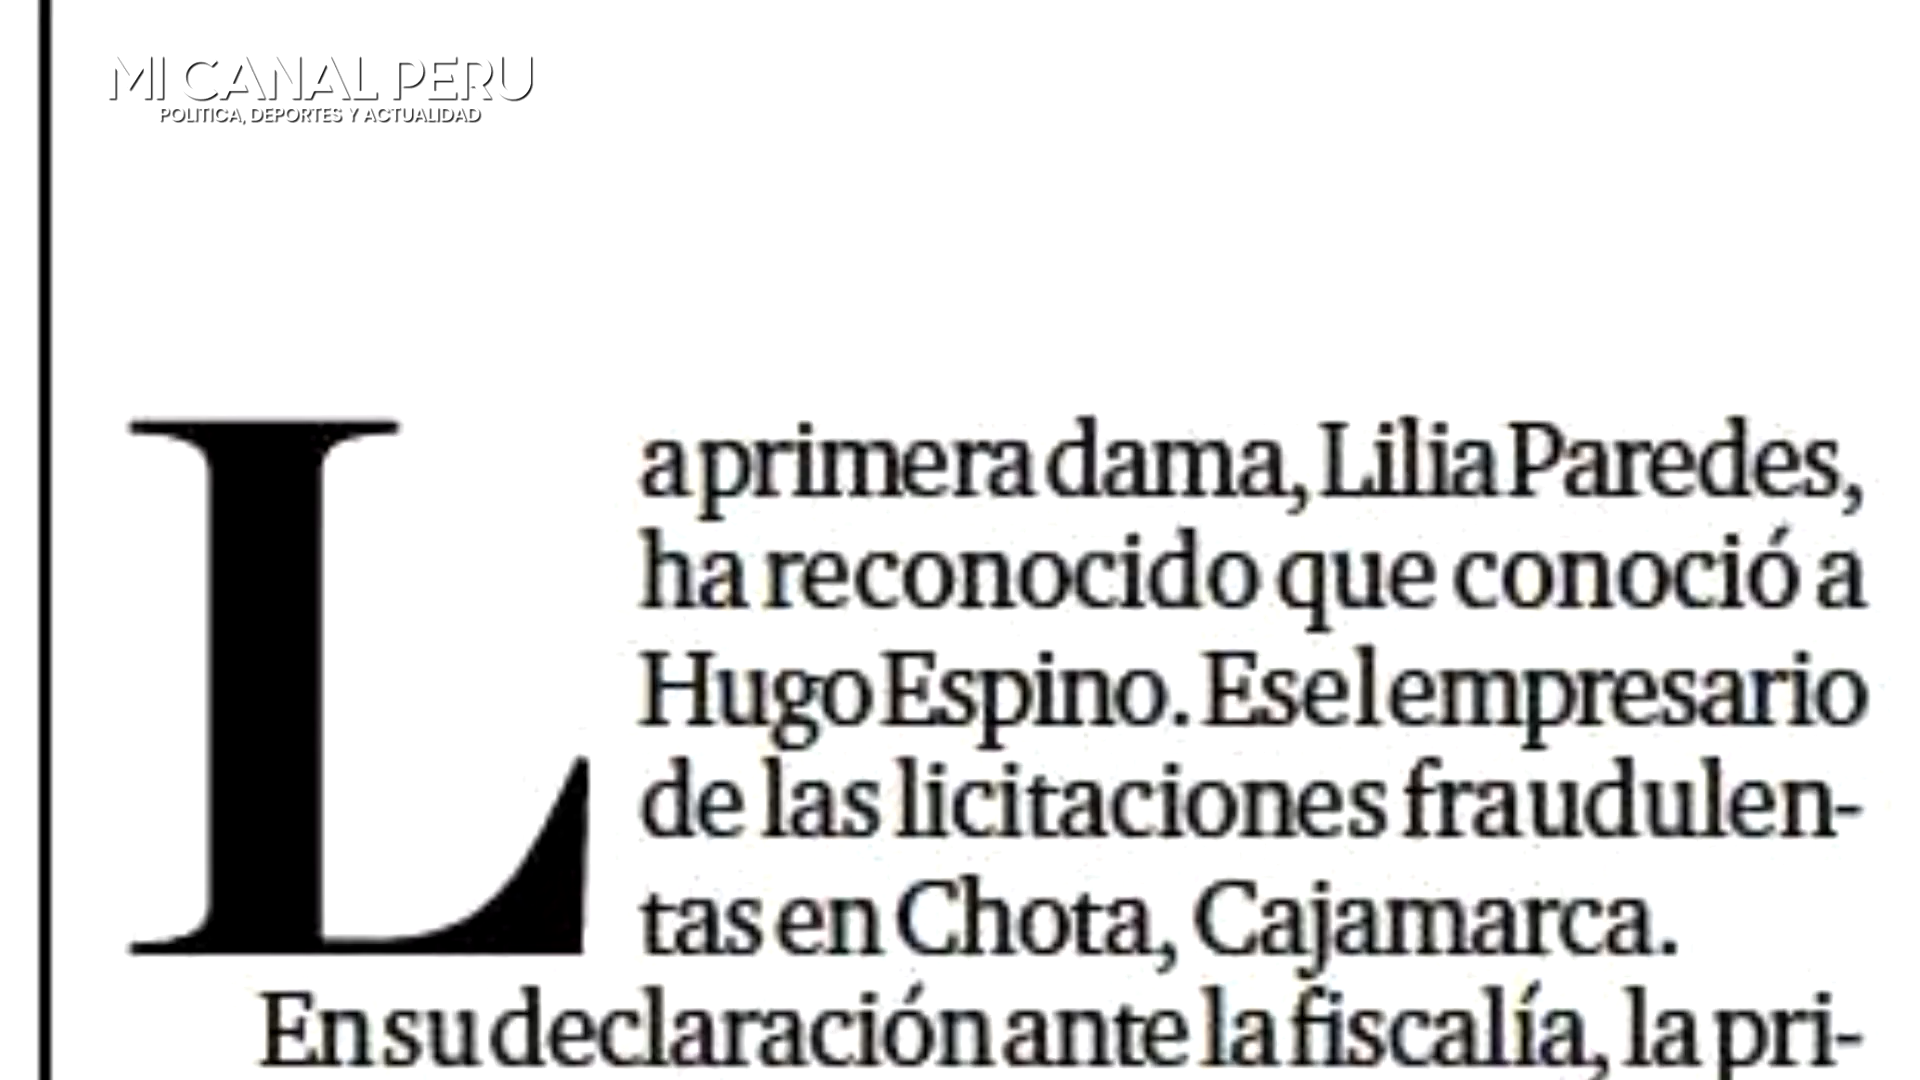 MI CANAL PERU
POLITICA, DEPORTES Y ACTUALIDAD
La primera dama, Lilia Paredes,
ha reconocido que conoció a
Hugo Espino. Es el empresario
de las licitaciones fraudulen-
tas en Chota, Cajamarca.
En su declaración ante la fiscalía, la pri-